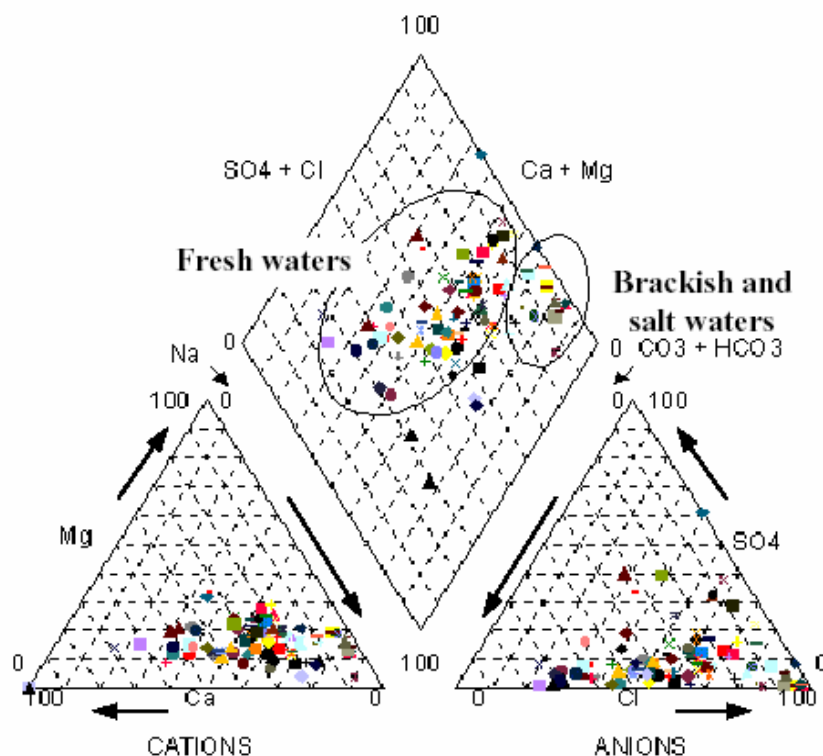 100
SO4 + Cl
Ca + Mg
Fresh waters
Brackish and
salt waters
0
0
CO3 + HCO3
Na
100
0
0
100
Mg
SO4
0
100
0
100
Ca
0
0
Cl
100
CATIONS
ANIONS